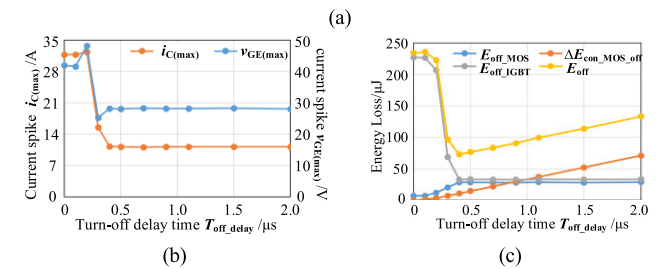 (a)
Current spike iC(max) /A
35
28
21
14
7
0
iC(max)
vGE(max)
50
40
30
20
10
0
current spike vGE(max) /V
0
0.5
1.0
1.5
2.0
Turn-off delay time Toff_delay /μs
(b)
Energy Loss/μJ
250
200
150
100
50
0
Eoff_MOS
ΔEcon_MOS_off
Eoff_IGBT
Eoff
0
0.5
1.0
1.5
2.0
Turn-off delay time Toff_delay /μs
(c)